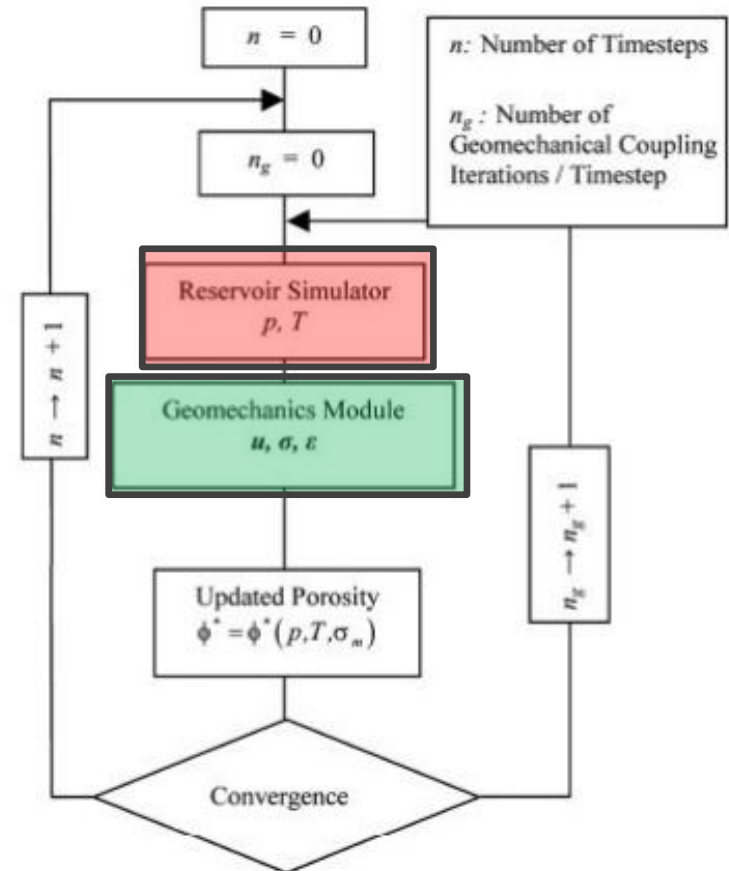 n = 0
n: Number of Timesteps
n_g : Number of
Geomechanical Coupling
Iterations / Timestep
n_g = 0
Reservoir Simulator
p, T
Geomechanics Module
u, σ, ε
n → n + 1
n_g → n_g + 1
Updated Porosity
ϕ* = ϕ*(p,T,σ_m)
Convergence